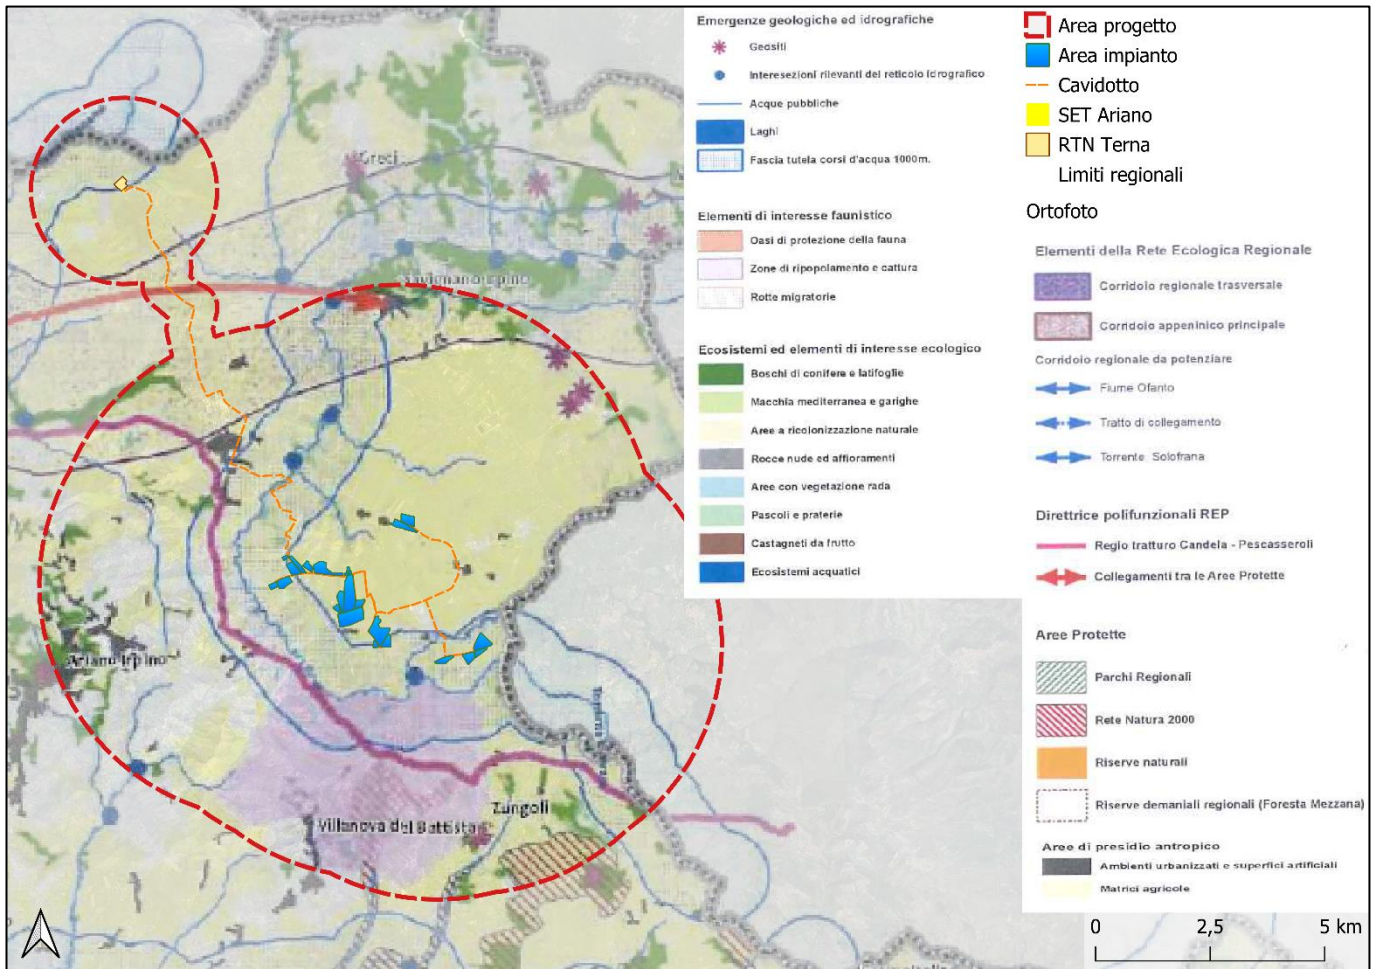 Greci
Savignano Irpino
Ariano Irpino
Zungoli
Villanova del Battista
Emergenze geologiche ed idrografiche
Geositi
Interesezioni rilevanti del reticolo idrografico
Acque pubbliche
Laghi
Fascia tutela corsi d'acqua 1000m.
Elementi di interesse faunistico
Oasi di protezione della fauna
Zone di ripopolamento e cattura
Rotte migratorie
Ecosistemi ed elementi di interesse ecologico
Boschi di conifere e latifoglie
Macchia mediterranea e garighe
Aree a ricolonizzazione naturale
Rocce nude ed affioramenti
Aree con vegetazione rada
Pascoli e praterie
Castagneti da frutto
Ecosistemi acquatici
Area progetto
Area impianto
Cavidotto
SET Ariano
RTN Terna
Limiti regionali
Ortofoto
Elementi della Rete Ecologica Regionale
Corridoio regionale trasversale
Corridoio appeninico principale
Corridoio regionale da potenziare
Fiume Ofanto
Tratto di collegamento
Torrente Solofrana
Direttrice polifunzionali REP
Regio tratturo Candela - Pescasseroli
Collegamenti tra le Aree Protette
Aree Protette
Parchi Regionali
Rete Natura 2000
Riserve naturali
Riserve demaniali regionali (Foresta Mezzana)
Aree di presidio antropico
Ambienti urbanizzati e superfici artificiali
Matrici agricole
0 2,5 5 km